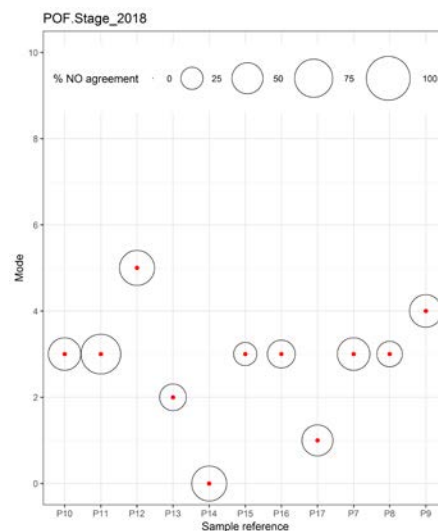 POF.Stage_2018
10
% NO agreement 0 25 50 75 100
8
6
4
2
0
Mode
P10 P11 P12 P13 P14 P15 P16 P17 P7 P8 P9
Sample reference